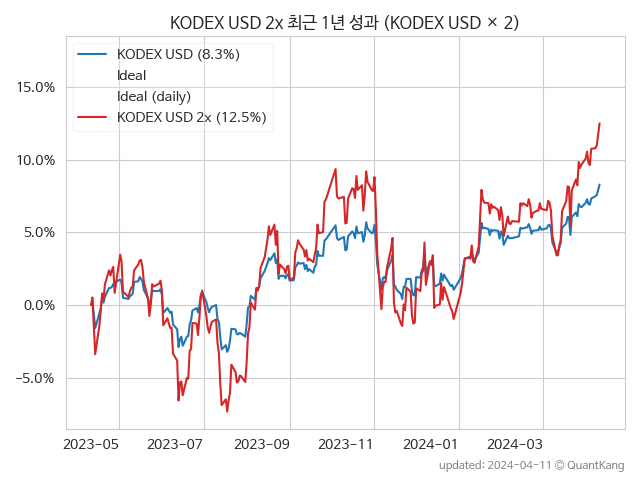 KODEX USD 2x 최근 1년 성과 (KODEX USD × 2)
KODEX USD (8.3%)
Ideal
Ideal (daily)
KODEX USD 2x (12.5%)
15.0%
10.0%
5.0%
0.0%
−5.0%
2023-05 2023-07 2023-09 2023-11 2024-01 2024-03
updated: 2024-04-11 © QuantKang